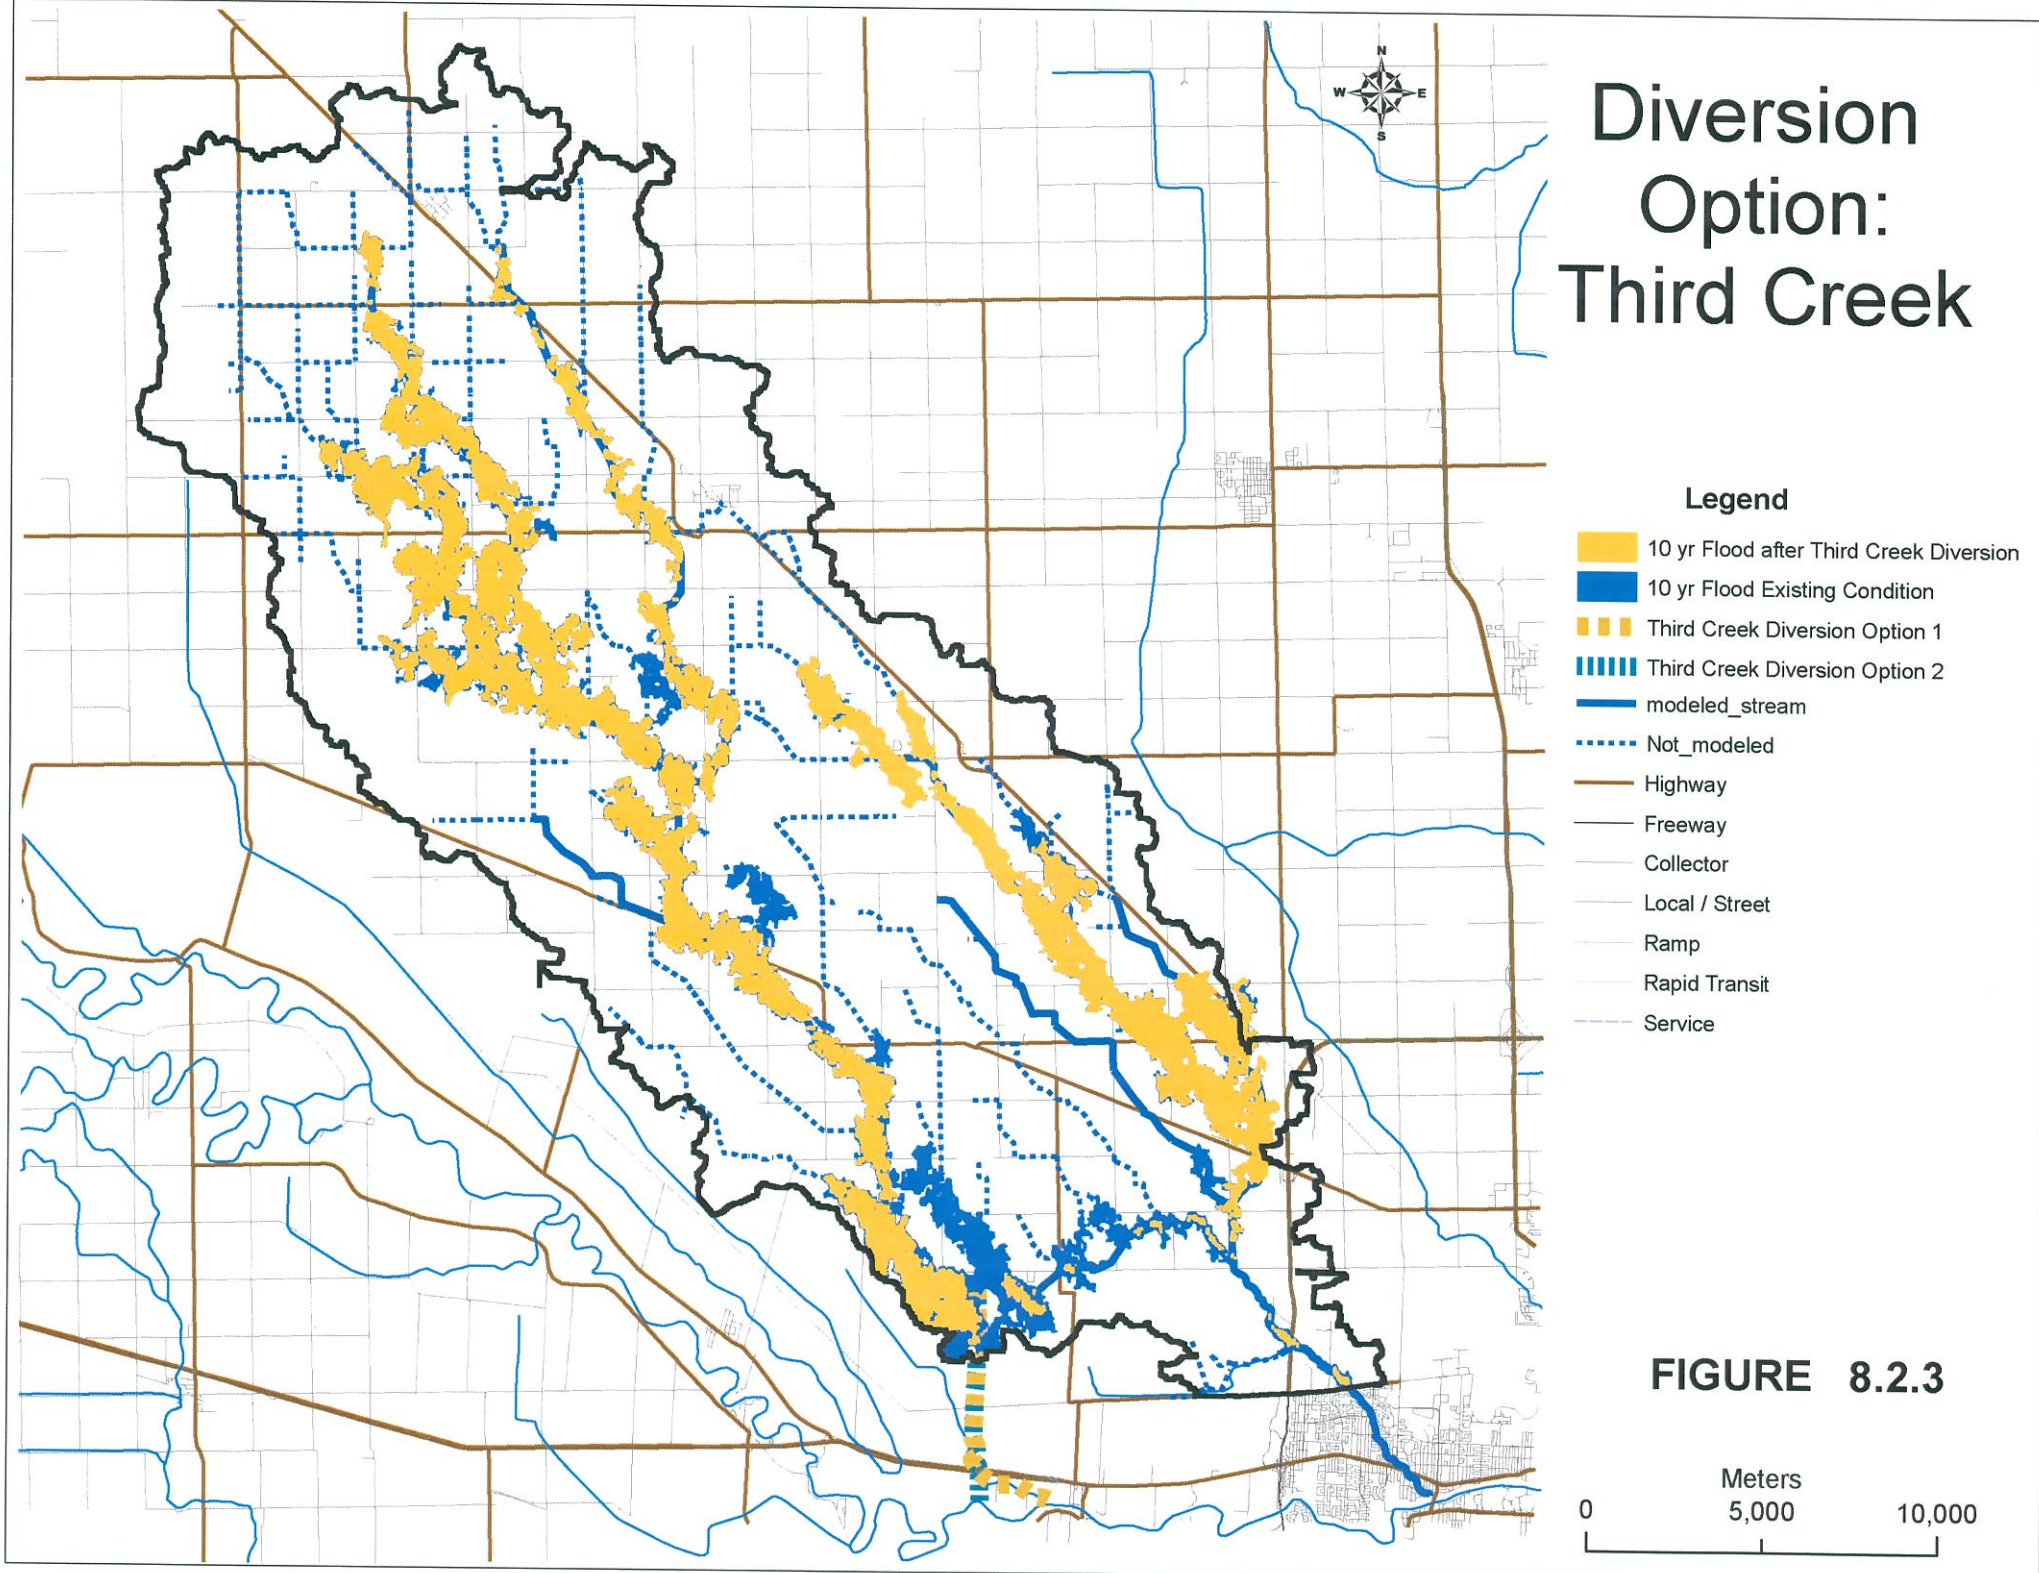 N
W
E
S
Diversion
Option:
Third Creek
Legend
10 yr Flood after Third Creek Diversion
10 yr Flood Existing Condition
Third Creek Diversion Option 1
Third Creek Diversion Option 2
modeled_stream
Not_modeled
Highway
Freeway
Collector
Local / Street
Ramp
Rapid Transit
Service
FIGURE 8.2.3
Meters
0 5,000 10,000